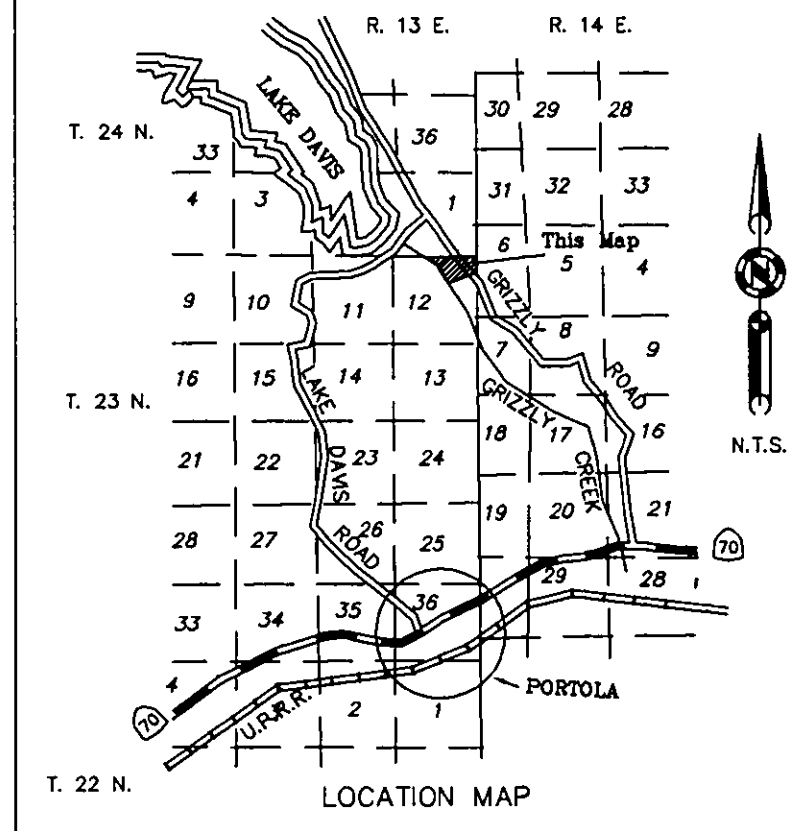 R. 13 E. R. 14 E.
30 29 28
LAKE DAVIS
T. 24 N.
36
33
4 3 1 31 32 33
6
This Map
5 4
9 10 11 12
GRIZZLY ROAD
8
7 9
16 15 14 13
LAKE DAVIS ROAD
GRIZZLY CREEK
T. 23 N.
18 17 16
N
N.T.S.
21 22 23 24
19 20 21
28 27 26 25
70
29 28
36
33 34 35
PORTOLA
4
U.P.R.R.
70
2 1
T. 22 N.
LOCATION MAP